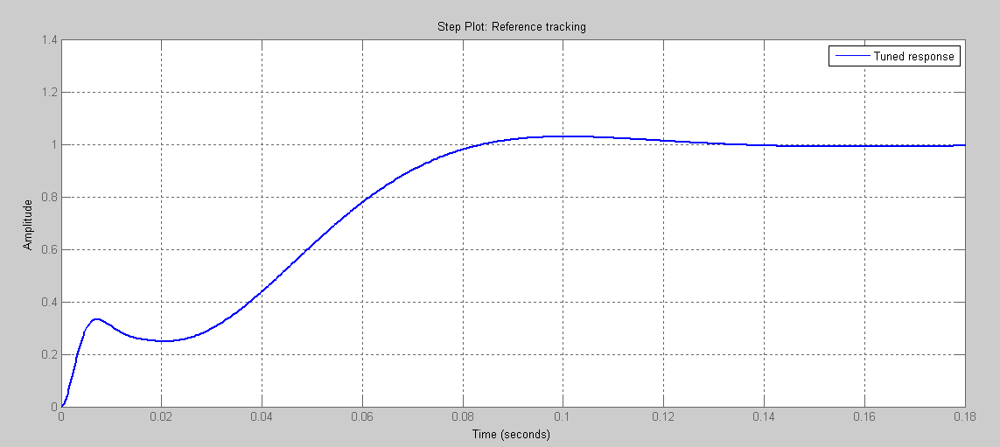 Step Plot: Reference tracking
1.4
Tuned response
1.2
1
0.8
0.6
0.4
0.2
0
Amplitude
0 0.02 0.04 0.06 0.08 0.1 0.12 0.14 0.16 0.18
Time (seconds)